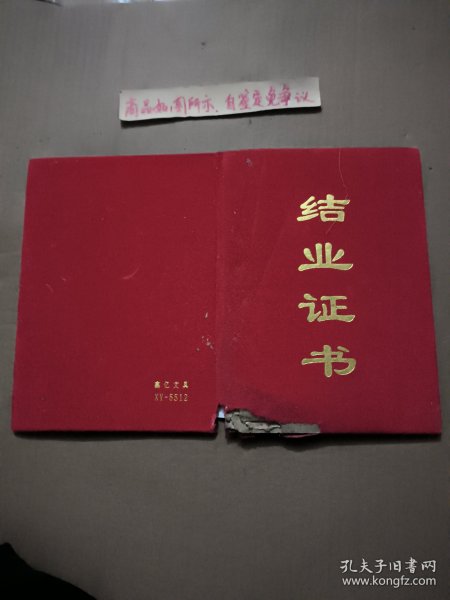 商品如图所示，自鉴定免争议
结业证书
鑫亿文具
XY-5512
孔夫子旧书网
www.kongfz.com